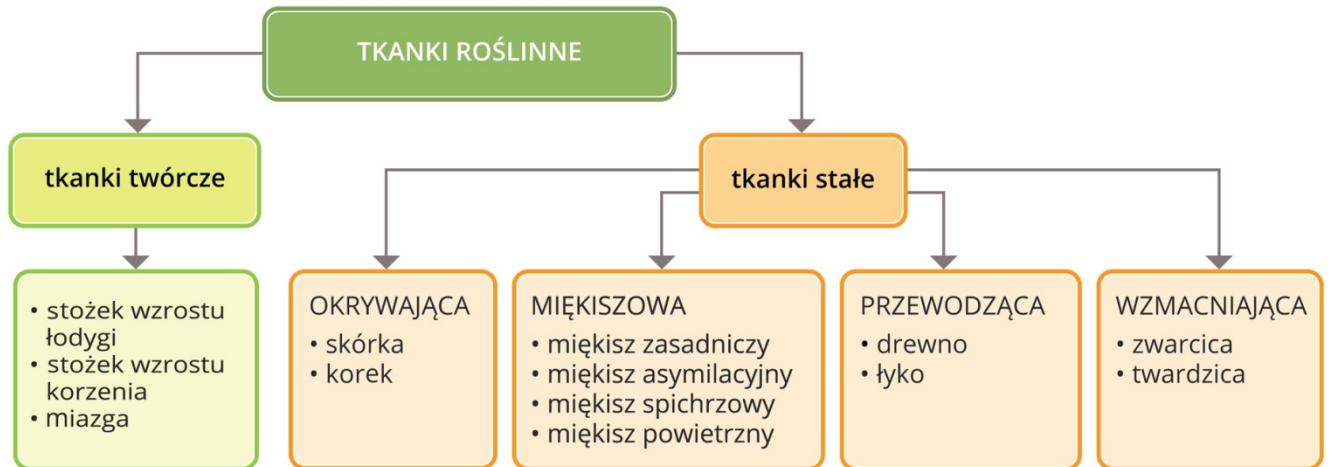 TKANKI ROŚLINNE
tkanki twórcze
tkanki stałe
• stożek wzrostu
łodygi
• stożek wzrostu
korzenia
• miazga
OKRYWAJĄCA
• skórka
• korek
MIĘKISZOWA
• miękisz zasadniczy
• miękisz asymilacyjny
• miękisz spichrzowy
• miękisz powietrzny
PRZEWODZĄCA
• drewno
• łyko
WZMACNIAJĄCA
• zwarcica
• twardzica